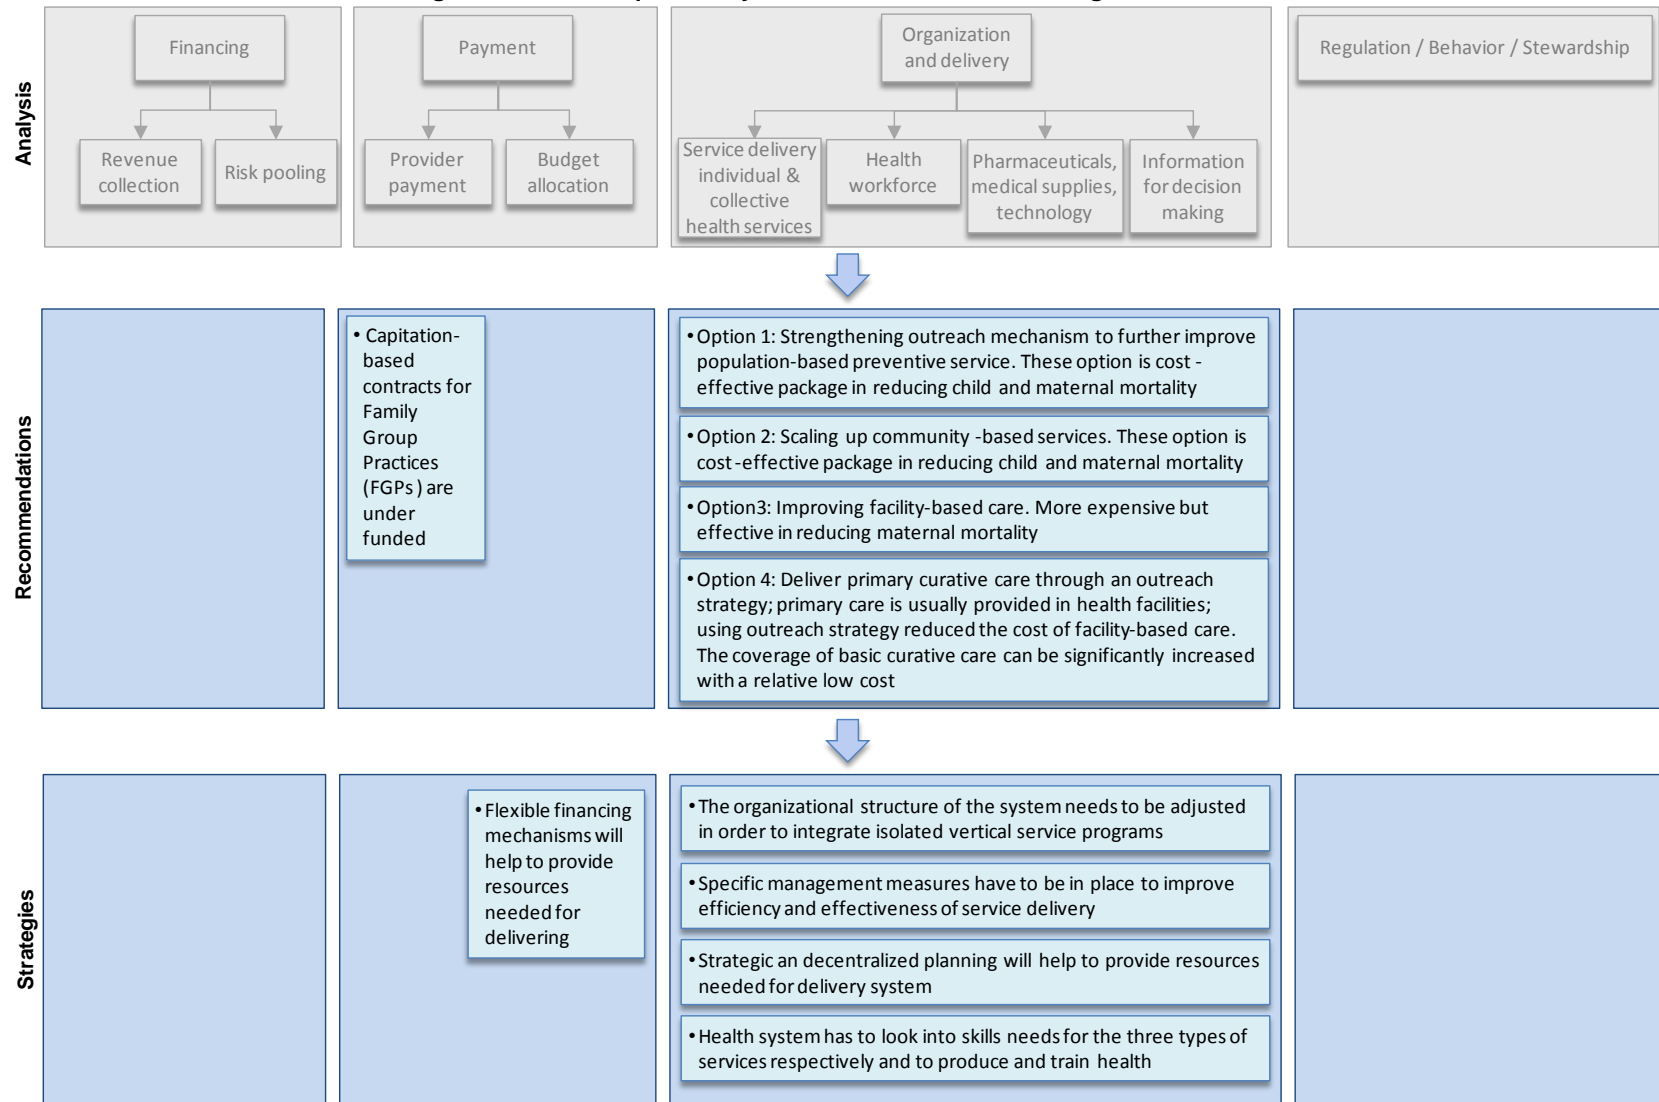 Analysis
Financing
Payment
Organization
and delivery
Regulation / Behavior / Stewardship
Revenue
collection
Risk pooling
Provider
payment
Budget
allocation
Service delivery
individual &
collective
health services
Health
workforce
Pharmaceuticals,
medical supplies,
technology
Information
for decision
making
Recommendations
• Capitation-
based
contracts for
Family
Group
Practices
(FGPs ) are
under
funded
•Option 1: Strengthening outreach mechanism to further improve
population-based preventive service. These option is cost -
effective package in reducing child and maternal mortality
•Option 2: Scaling up community -based services. These option is
cost -effective package in reducing child and maternal mortality
•Option3: Improving facility-based care. More expensive but
effective in reducing maternal mortality
•Option 4: Deliver primary curative care through an outreach
strategy; primary care is usually provided in health facilities;
using outreach strategy reduced the cost of facility-based care.
The coverage of basic curative care can be significantly increased
with a relative low cost
Strategies
•Flexible financing
mechanisms will
help to provide
resources
needed for
delivering
•The organizational structure of the system needs to be adjusted
in order to integrate isolated vertical service programs
•Specific management measures have to be in place to improve
efficiency and effectiveness of service delivery
•Strategic an decentralized planning will help to provide resources
needed for delivery system
•Health system has to look into skills needs for the three types of
services respectively and to produce and train health